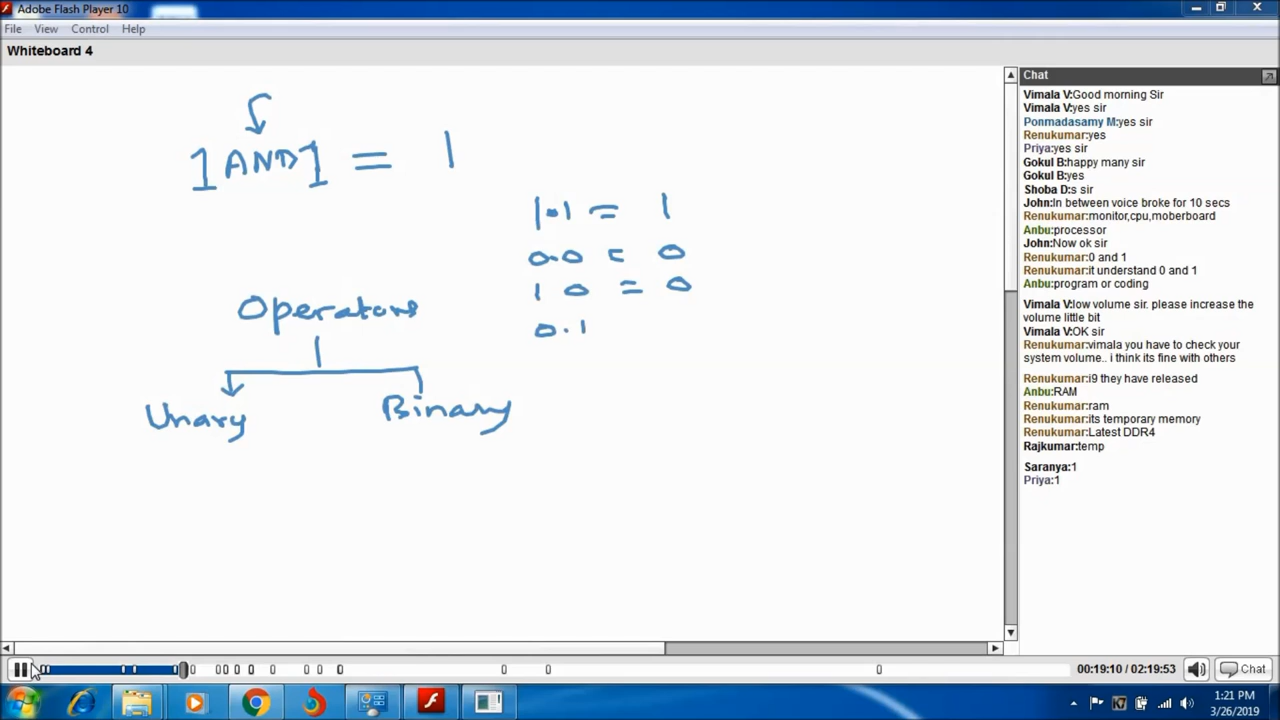 Adobe Flash Player 10
File View Control Help
Whiteboard 4
1 AND 1 = 1
1.1 = 1
0.0 = 0
1 0 = 0
0.1
Operators
Unary Binary
Chat
Vimala V:Good morning Sir
Vimala V:yes sir
Ponmadasamy M:yes sir
Renukumar:yes
Priya:yes sir
Gokul B:happy many sir
Gokul B:yes
Shoba D:s sir
John:In between voice broke for 10 secs
Renukumar:monitor,cpu,moberboard
Anbu:processor
John:Now ok sir
Renukumar:0 and 1
Renukumar:it understand 0 and 1
Anbu:program or coding
Vimala V:low volume sir. please increase the
volume little bit
Vimala V:OK sir
Renukumar:vimala you have to check your
system volume.. i think its fine with others
Renukumar:i9 they have released
Anbu:RAM
Renukumar:ram
Renukumar:its temporary memory
Renukumar:Latest DDR4
Rajkumar:temp
Saranya:1
Priya:1
00:19:10 / 02:19:53 Chat
1:21 PM
3/26/2019